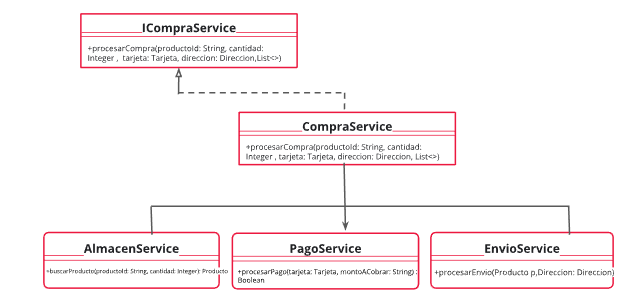 ICompraService
+procesarCompra(productoId: String, cantidad:
Integer ,  tarjeta: Tarjeta, direccion: Direccion,List<>)
CompraService
+procesarCompra(productoId: String, cantidad:
Integer , tarjeta: Tarjeta, direccion: Direccion, List<>)
AlmacenService
+buscarProducto(productoId: String, cantidad: Integer): Producto
PagoService
+procesarPago(tarjeta: Tarjeta, montoACobrar: String) :
Boolean
EnvioService
+procesarEnvio(Producto p,Direccion: Direccion)